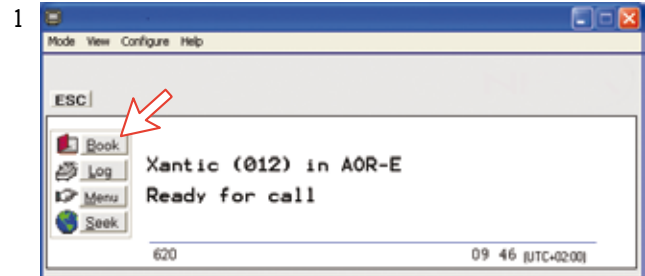 1
Mode View Configure Help
ESC
Book
Log
Menu
Seek
Xantic (012) in AOR-E
Ready for call
620 09 46 (UTC+02:00)